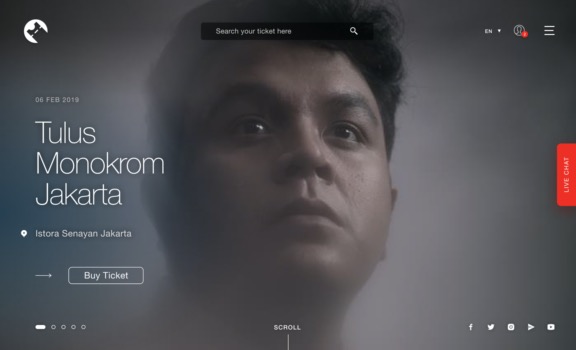 Search your ticket here
EN
06 FEB 2019
Tulus
Monokrom
Jakarta
LIVE CHAT
Istora Senayan Jakarta
Buy Ticket
SCROLL